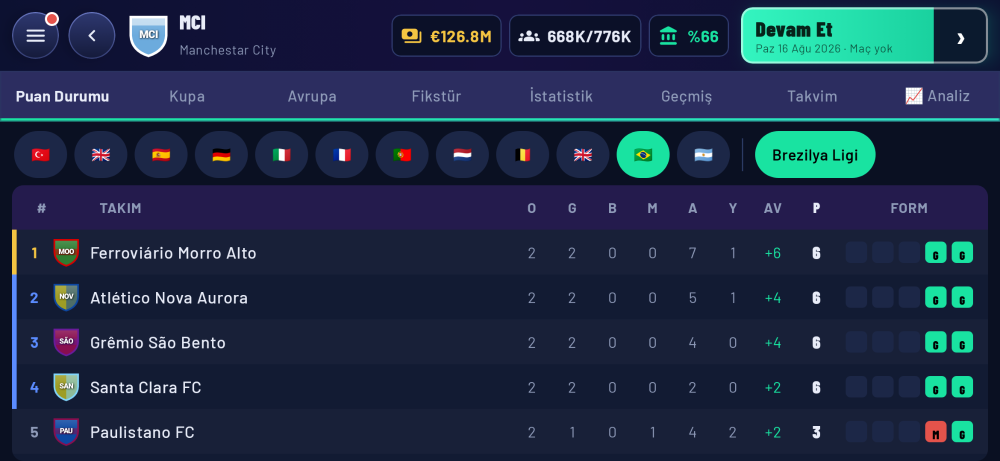 MCI
MCI
Manchestar City
€126.8M
668K/776K
%66
Devam Et
Paz 16 Ağu 2026 · Maç yok
Puan Durumu Kupa Avrupa Fikstür İstatistik Geçmiş Takvim Analiz
Brezilya Ligi
# TAKIM O G B M A Y AV P FORM
1 MOO Ferroviário Morro Alto 2 2 0 0 7 1 +6 6 G G
2 NOV Atlético Nova Aurora 2 2 0 0 5 1 +4 6 G G
3 SÃO Grêmio São Bento 2 2 0 0 4 0 +4 6 G G
4 SAN Santa Clara FC 2 2 0 0 2 0 +2 6 G G
5 PAU Paulistano FC 2 1 0 1 4 2 +2 3 M G